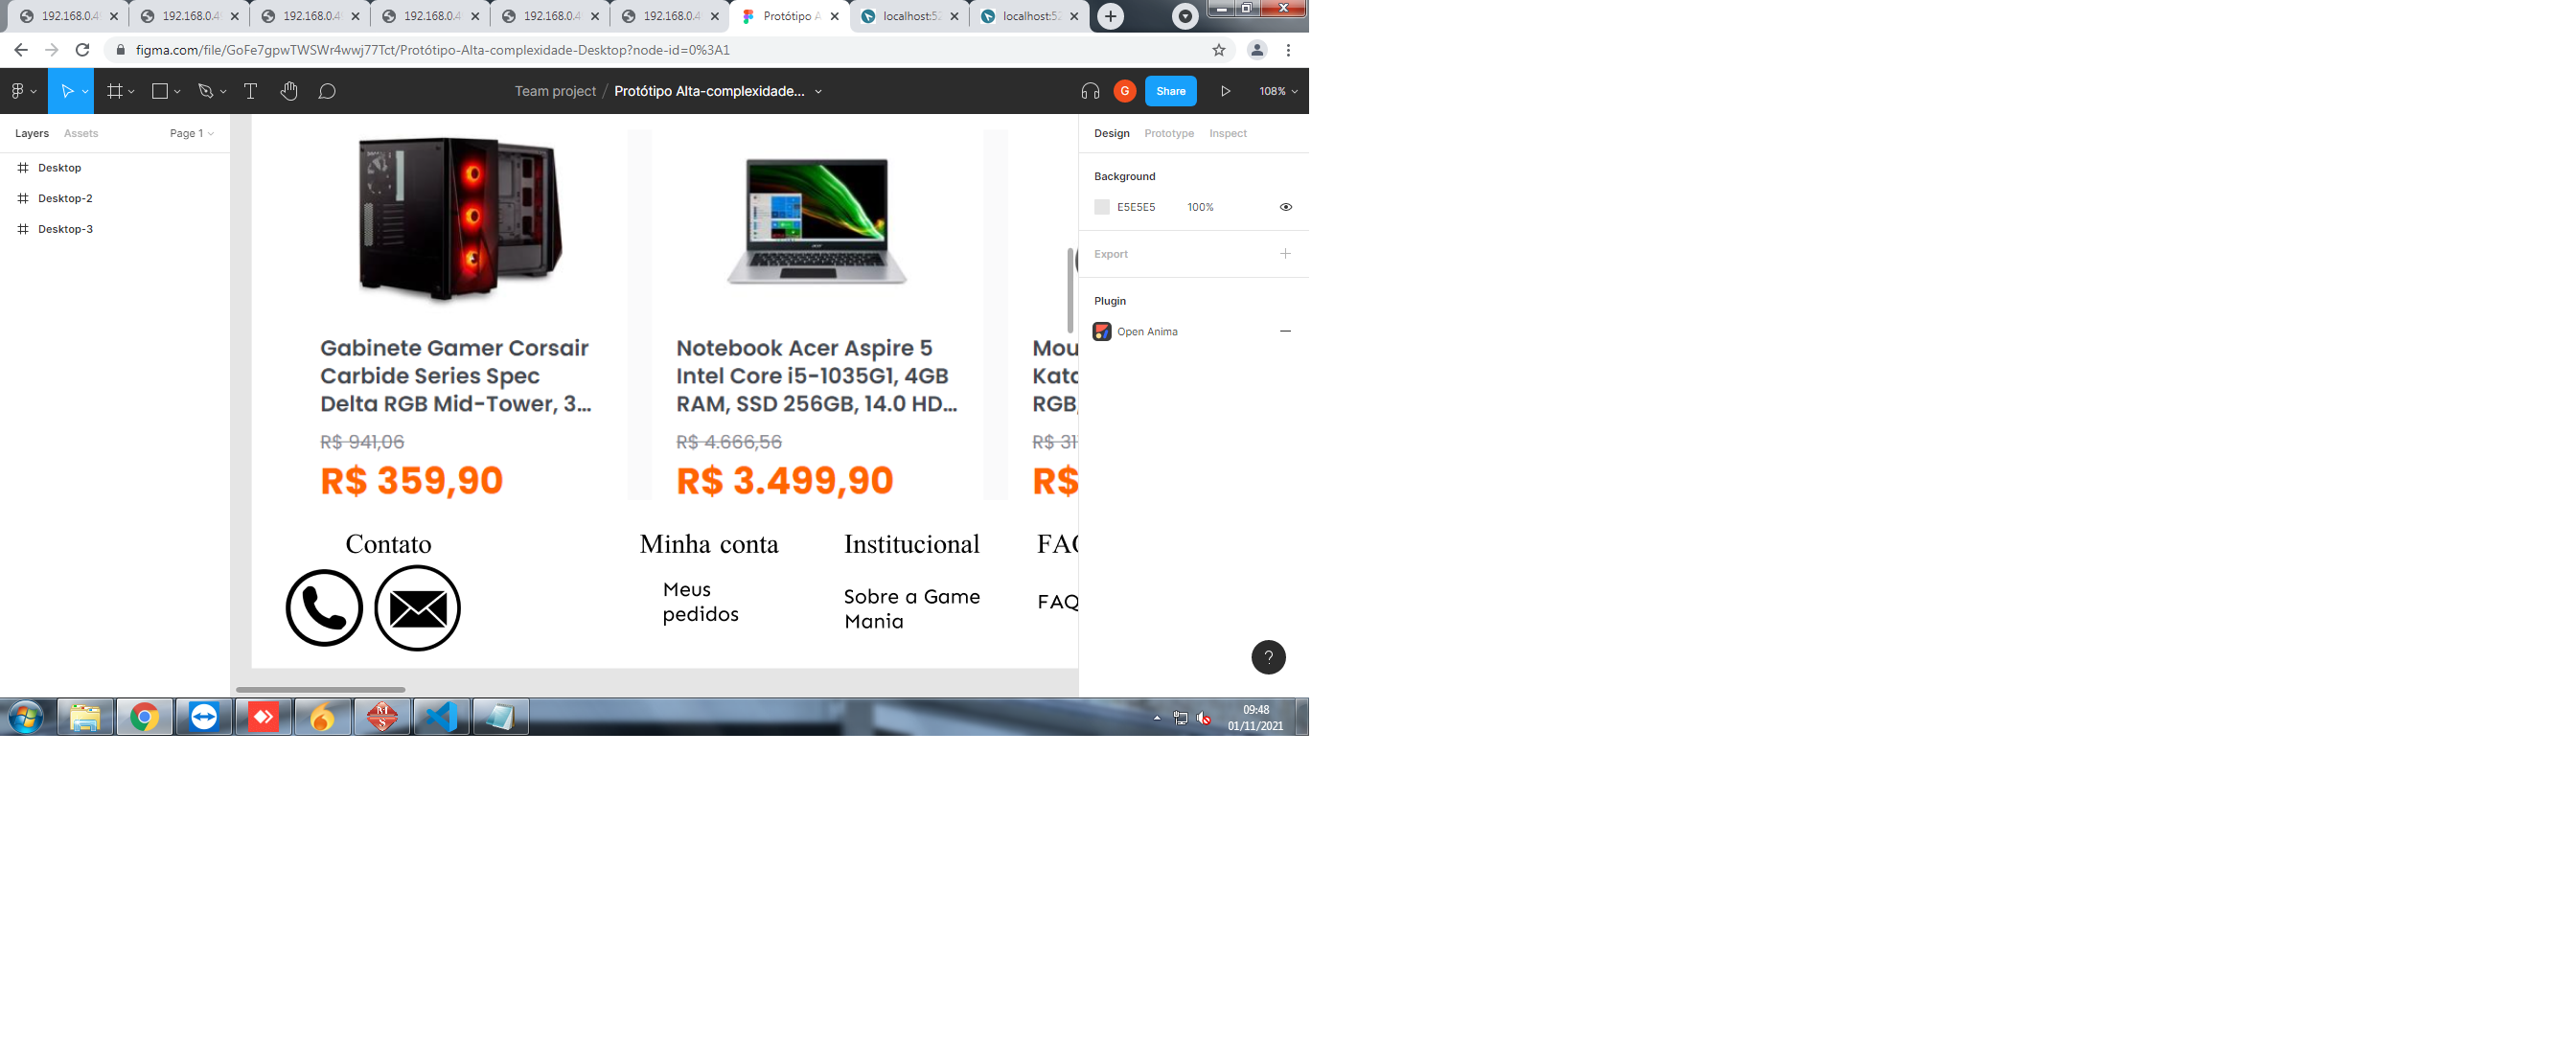 192.168.0.4
192.168.0.4
192.168.0.4
192.168.0.4
192.168.0.4
192.168.0.4
Protótipo A
localhost:52
localhost:52
figma.com/file/GoFe7gpwTWSWr4wwj77Tct/Protótipo-Alta-complexidade-Desktop?node-id=0%3A1
Team project / Protótipo Alta-complexidade...
G
Share
108%
Layers
Assets
Page 1
Desktop
Desktop-2
Desktop-3
Design
Prototype
Inspect
Background
E5E5E5
100%
Export
Plugin
Open Anima
?
Gabinete Gamer Corsair
Carbide Series Spec
Delta RGB Mid-Tower, 3...
R$ 941,06
R$ 359,90
Notebook Acer Aspire 5
Intel Core i5-1035G1, 4GB
RAM, SSD 256GB, 14.0 HD...
R$ 4.666,56
R$ 3.499,90
Mou
Kata
RGB,
R$ 31
R$
Contato
Minha conta
Meus
pedidos
Institucional
Sobre a Game
Mania
FAQ
FAQ
09:48
01/11/2021